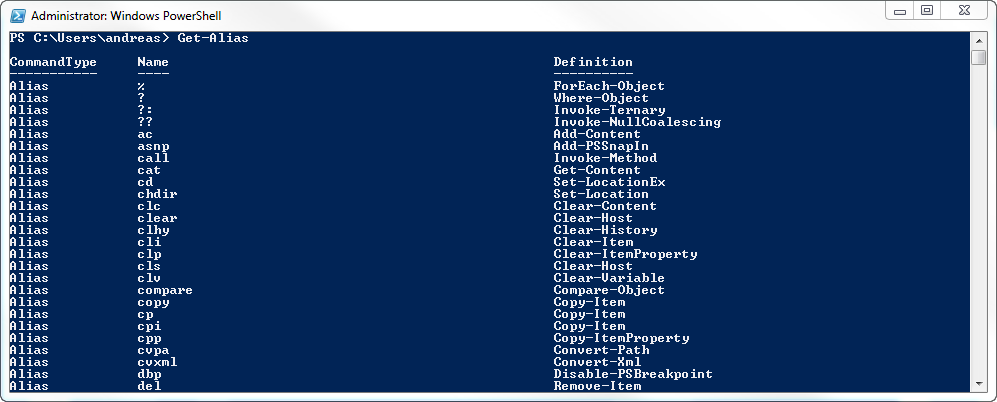 Administrator: Windows PowerShell
PS C:\Users\andreas> Get-Alias
CommandType Name Definition
----------- ---- ----------
Alias % ForEach-Object
Alias ? Where-Object
Alias ?: Invoke-Ternary
Alias ?? Invoke-NullCoalescing
Alias ac Add-Content
Alias asnp Add-PSSnapIn
Alias call Invoke-Method
Alias cat Get-Content
Alias cd Set-LocationEx
Alias chdir Set-Location
Alias clc Clear-Content
Alias clear Clear-Host
Alias clhy Clear-History
Alias cli Clear-Item
Alias clp Clear-ItemProperty
Alias cls Clear-Host
Alias clv Clear-Variable
Alias compare Compare-Object
Alias copy Copy-Item
Alias cp Copy-Item
Alias cpi Copy-Item
Alias cpp Copy-ItemProperty
Alias cvpa Convert-Path
Alias cvxml Convert-Xml
Alias dbp Disable-PSBreakpoint
Alias del Remove-Item